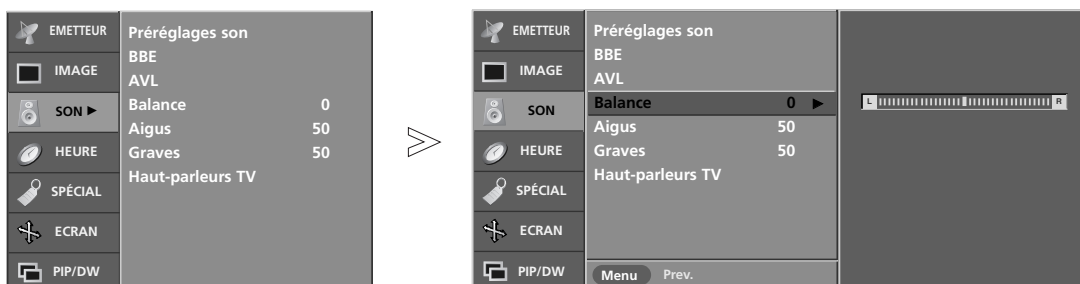 EMETTEUR
IMAGE
SON ►
HEURE
SPÉCIAL
ECRAN
PIP/DW
Préréglages son
BBE
AVL
Balance 0
Aigus 50
Graves 50
Haut-parleurs TV
EMETTEUR
IMAGE
SON
HEURE
SPÉCIAL
ECRAN
PIP/DW
Préréglages son
BBE
AVL
Balance 0 ►
Aigus 50
Graves 50
Haut-parleurs TV
Menu Prev.
L R